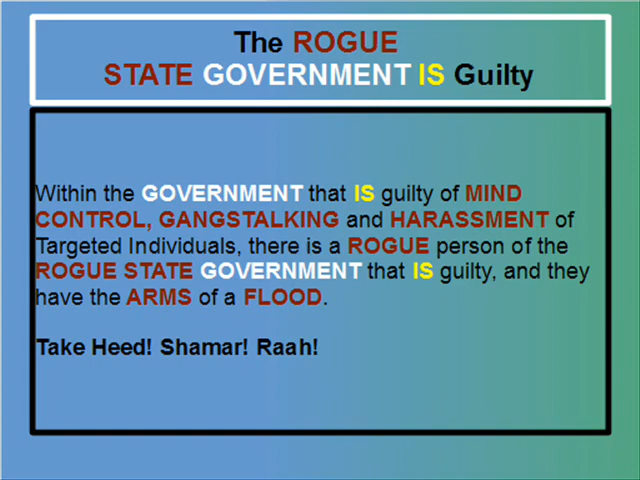 The ROGUE
STATE GOVERNMENT IS Guilty
Within the GOVERNMENT that IS guilty of MIND
CONTROL, GANGSTALKING and HARASSMENT of
Targeted Individuals, there is a ROGUE person of the
ROGUE STATE GOVERNMENT that IS guilty, and they
have the ARMS of a FLOOD.
Take Heed! Shamar! Raah!